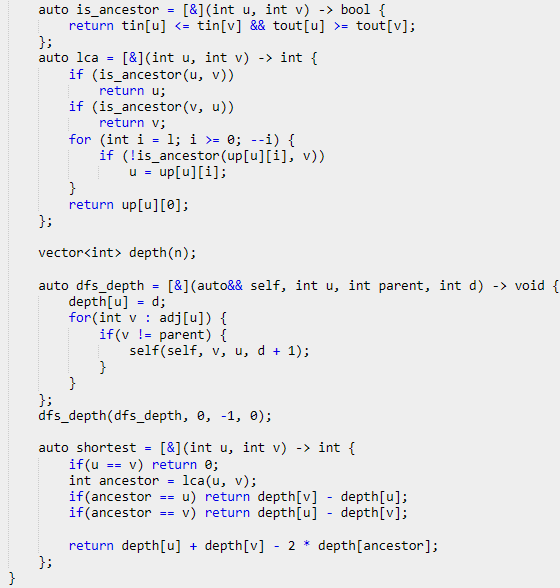 auto is_ancestor = [&](int u, int v) -> bool {
return tin[u] <= tin[v] && tout[u] >= tout[v];
};
auto lca = [&](int u, int v) -> int {
if (is_ancestor(u, v))
return u;
if (is_ancestor(v, u))
return v;
for (int i = l; i >= 0; --i) {
if (!is_ancestor(up[u][i], v))
u = up[u][i];
}
return up[u][0];
};
vector<int> depth(n);
auto dfs_depth = [&](auto&& self, int u, int parent, int d) -> void {
depth[u] = d;
for(int v : adj[u]) {
if(v != parent) {
self(self, v, u, d + 1);
}
}
};
dfs_depth(dfs_depth, 0, -1, 0);
auto shortest = [&](int u, int v) -> int {
if(u == v) return 0;
int ancestor = lca(u, v);
if(ancestor == u) return depth[v] - depth[u];
if(ancestor == v) return depth[u] - depth[v];
return depth[u] + depth[v] - 2 * depth[ancestor];
};
}